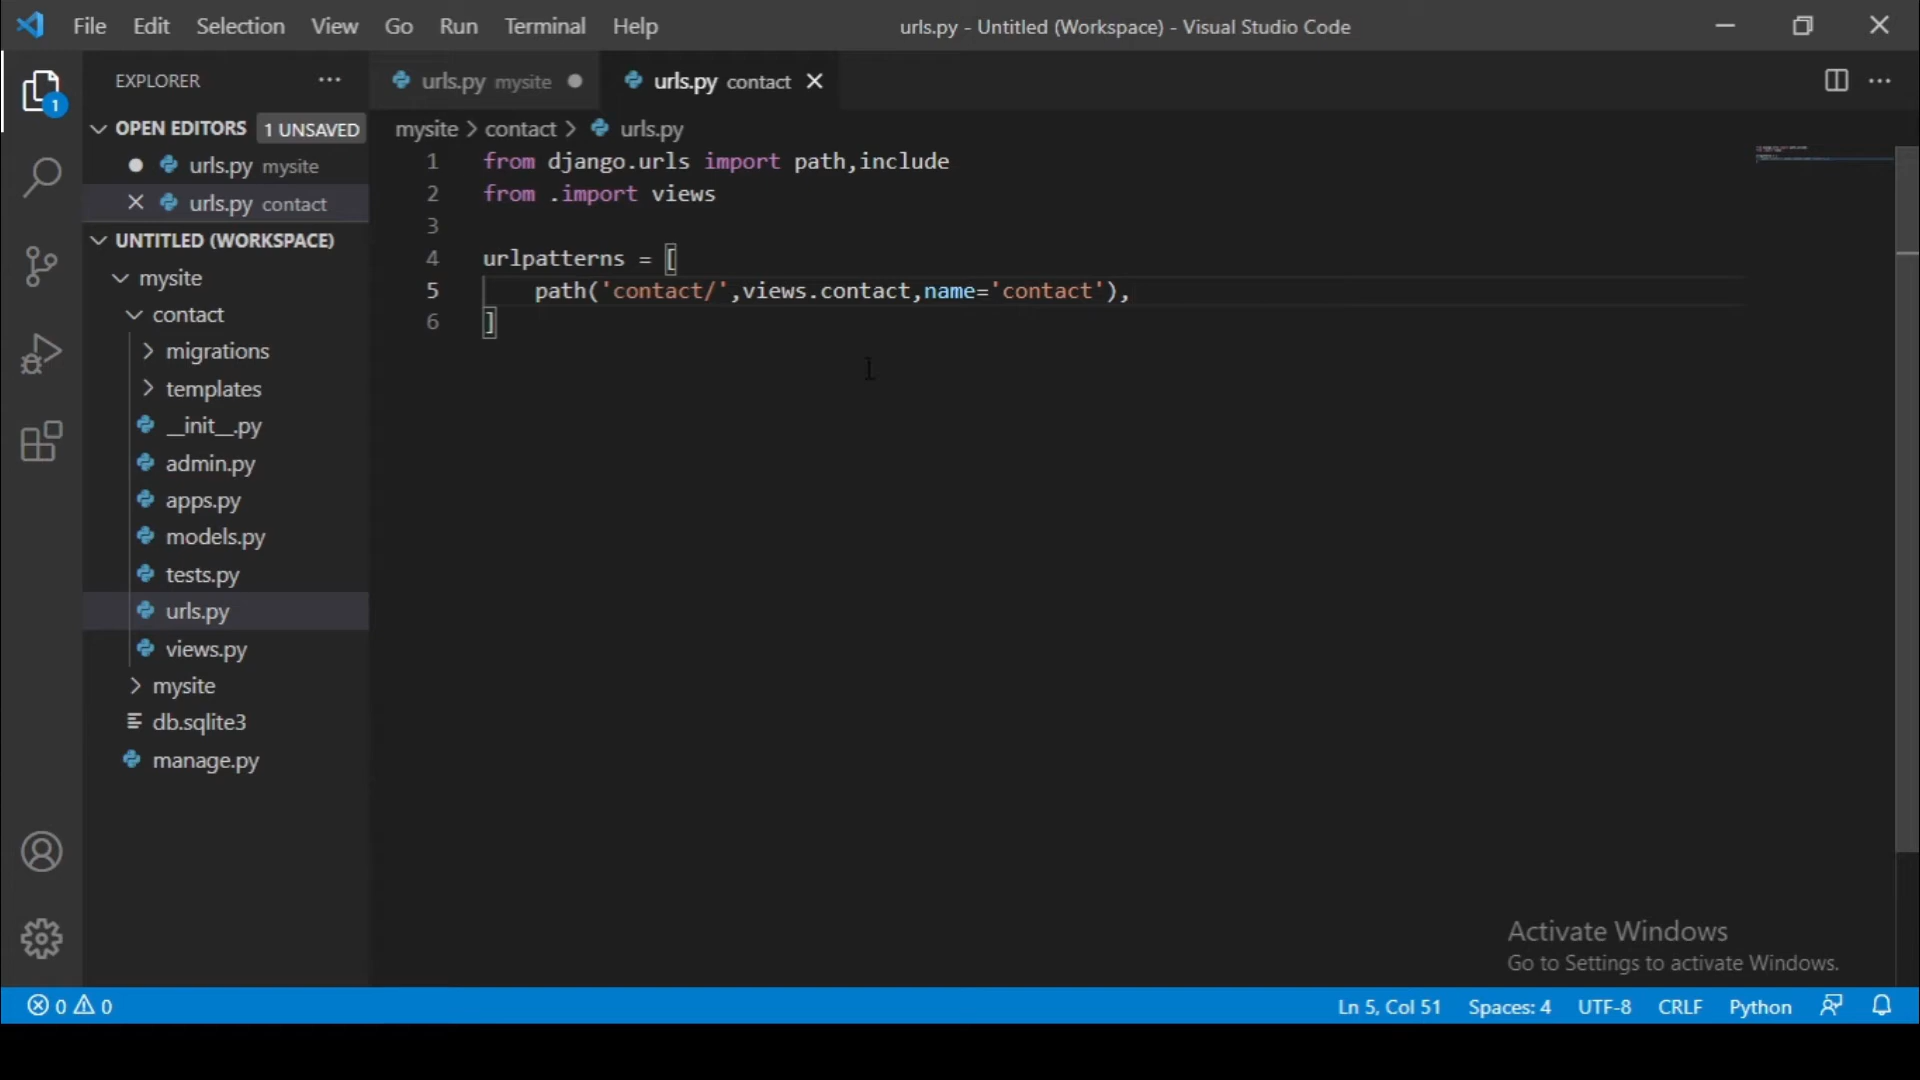 File Edit Selection View Go Run Terminal Help
urls.py - Untitled (Workspace) - Visual Studio Code
EXPLORER ···
urls.py mysite
urls.py contact
1
OPEN EDITORS 1 UNSAVED
urls.py mysite
urls.py contact
UNTITLED (WORKSPACE)
mysite
contact
migrations
templates
__init__.py
admin.py
apps.py
models.py
tests.py
urls.py
views.py
mysite
db.sqlite3
manage.py
mysite > contact > urls.py
1 from django.urls import path,include
2 from .import views
3
4 urlpatterns = [
5 path('contact/',views.contact,name='contact'),
6 ]
Activate Windows
Go to Settings to activate Windows.
0 0
Ln 5, Col 51 Spaces: 4 UTF-8 CRLF Python